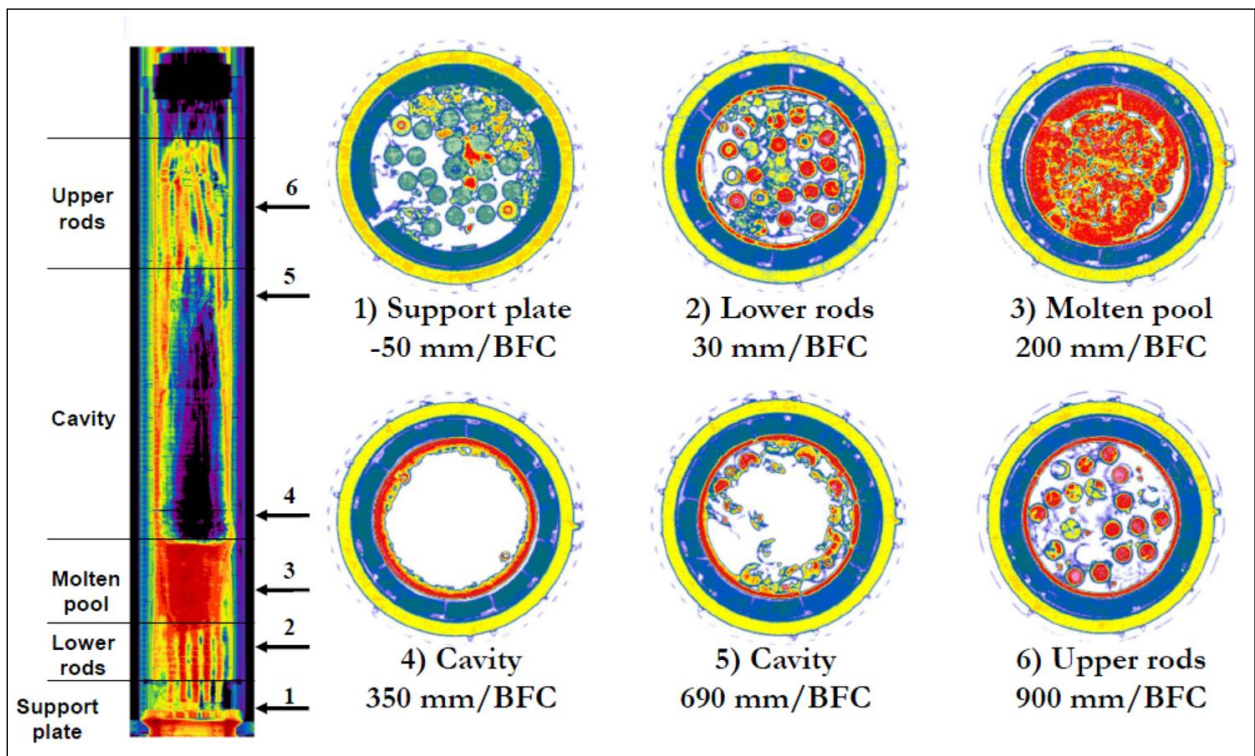 Upper
rods
Cavity
Molten
pool
Lower
rods
Support
plate
6
5
4
3
2
1
1) Support plate
-50 mm/BFC
2) Lower rods
30 mm/BFC
3) Molten pool
200 mm/BFC
4) Cavity
350 mm/BFC
5) Cavity
690 mm/BFC
6) Upper rods
900 mm/BFC